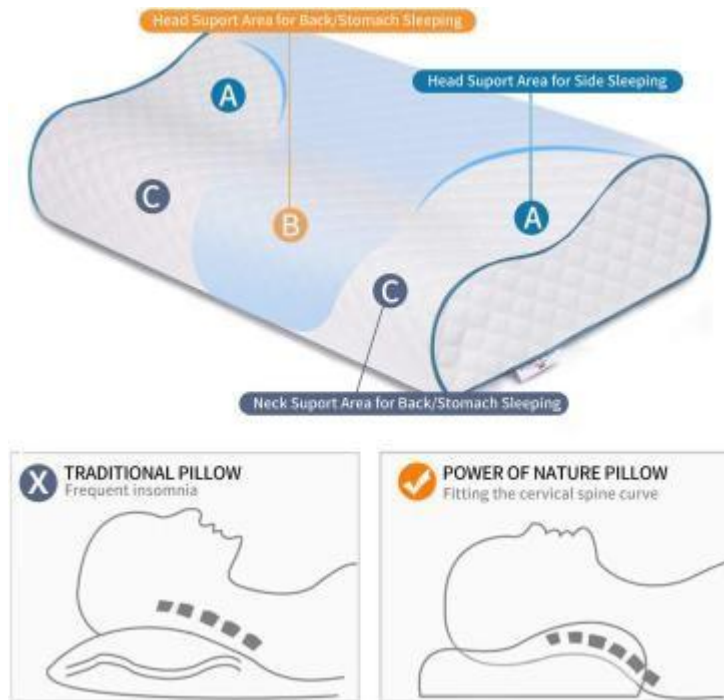 Head Suport Area for Back/Stomach Sleeping
Head Suport Area for Side Sleeping
A
C
B
A
C
Neck Suport Area for Back/Stomach Sleeping
X TRADITIONAL PILLOW
Frequent insomnia
POWER OF NATURE PILLOW
Fitting the cervical spine curve